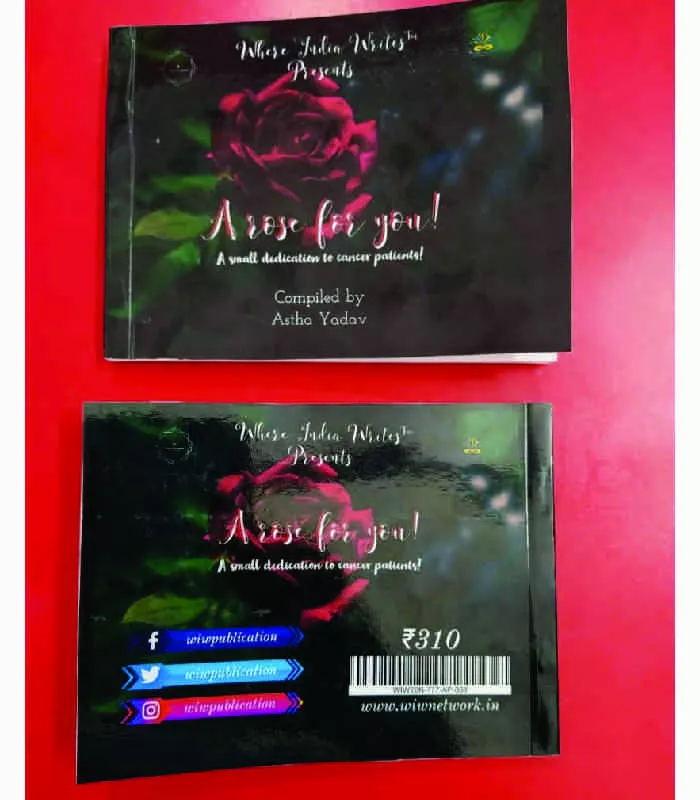 Where India Writes™
Presents
A rose for you!
A small dedication to cancer patients!
Compiled by
Astha Yadav
Where India Writes™
Presents
A rose for you!
A small dedication to cancer patients!
wiwpublication
wiwpublication
wiwpublication
₹310
www.wiwnetwork.in